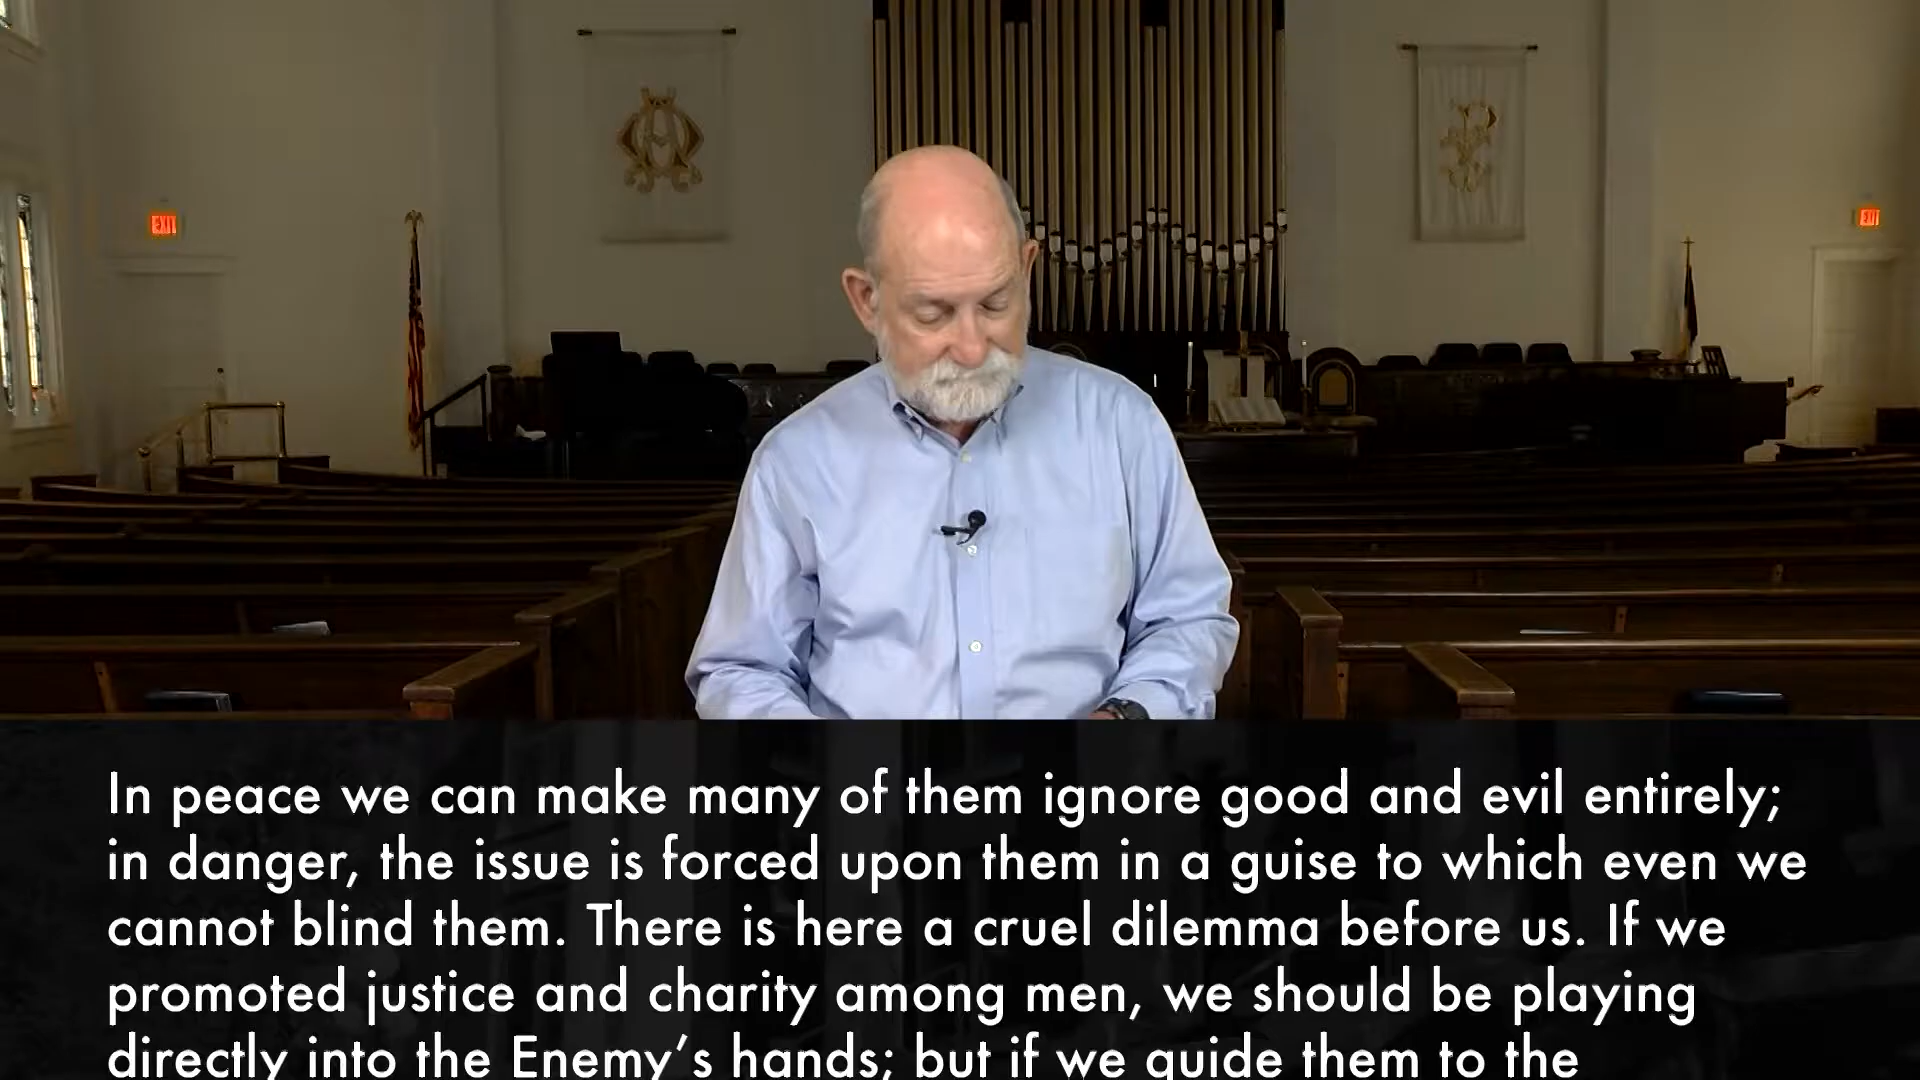 EXIT
EXIT
In peace we can make many of them ignore good and evil entirely;
in danger, the issue is forced upon them in a guise to which even we
cannot blind them. There is here a cruel dilemma before us. If we
promoted justice and charity among men, we should be playing
directly into the Enemy’s hands; but if we guide them to the